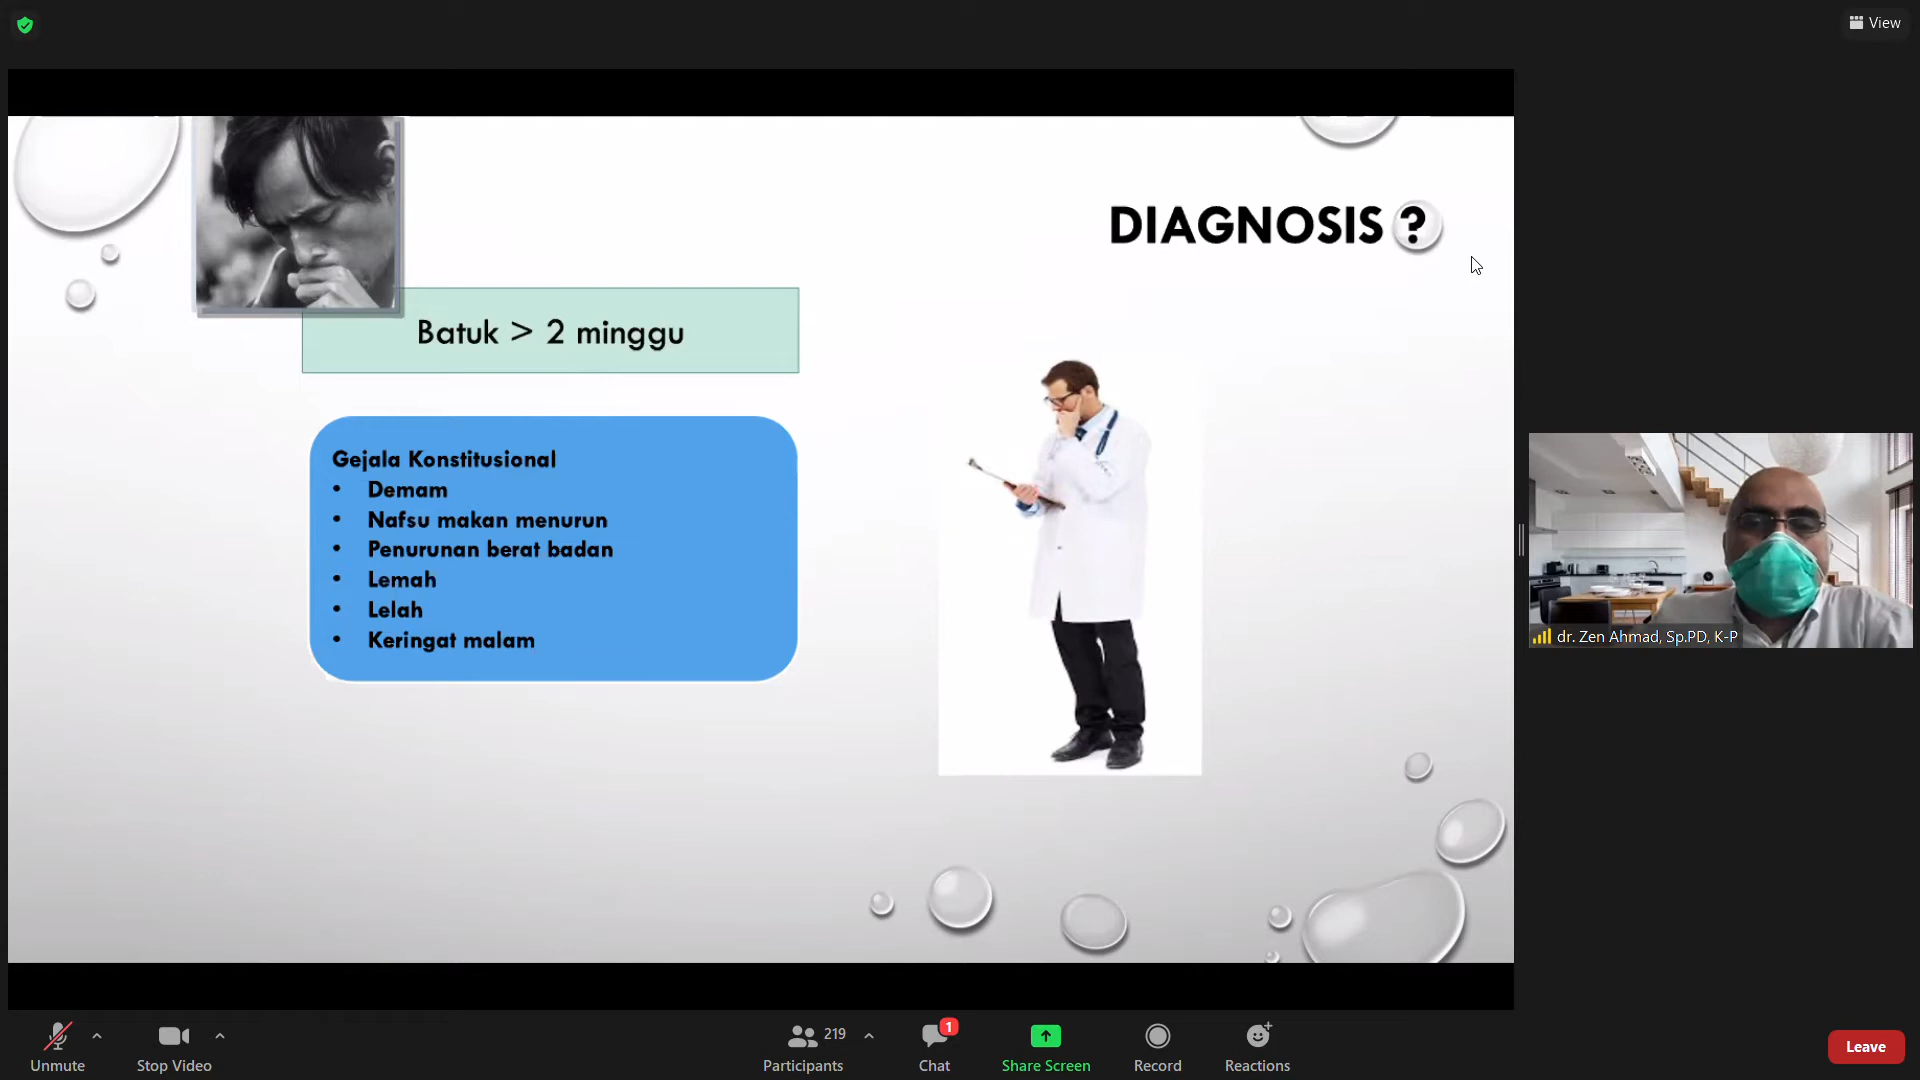 View
DIAGNOSIS ?
Batuk > 2 minggu
Gejala Konstitusional
• Demam
• Nafsu makan menurun
• Penurunan berat badan
• Lemah
• Lelah
• Keringat malam
dr. Zen Ahmad, Sp.PD, K-P
Unmute
Stop Video
219
Participants
1
Chat
Share Screen
Record
Reactions
Leave